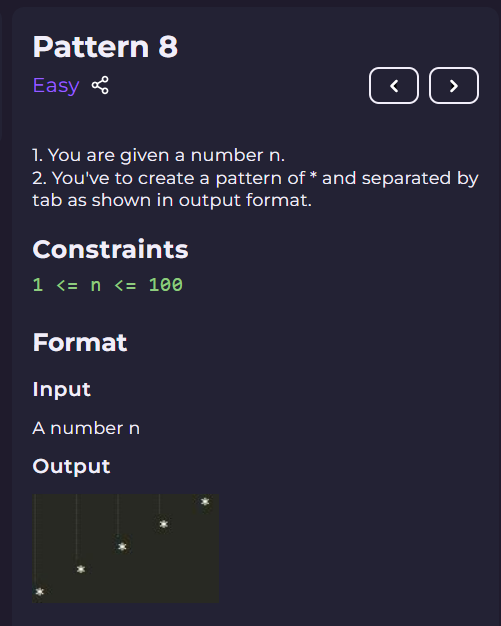 Pattern 8
Easy
1. You are given a number n.
2. You've to create a pattern of * and separated by
tab as shown in output format.
Constraints
1 <= n <= 100
Format
Input
A number n
Output
				*
			*
		*
	*
*